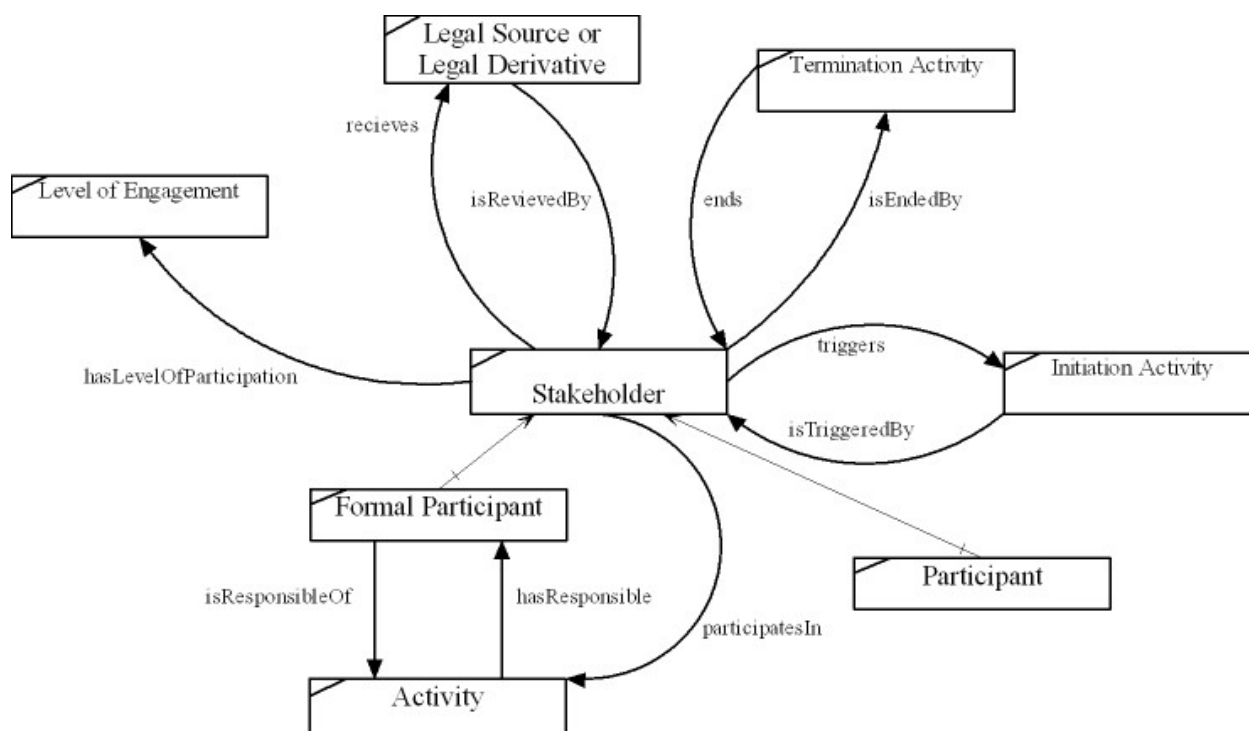 Legal Source or
Legal Derivative
Termination Activity
recieves
Level of Engagement
isRevievedBy
ends
isEndedBy
triggers
hasLevelOfParticipation
Stakeholder
Initiation Activity
isTriggeredBy
Formal Participant
Participant
isResponsibleOf
hasResponsible
participatesIn
Activity